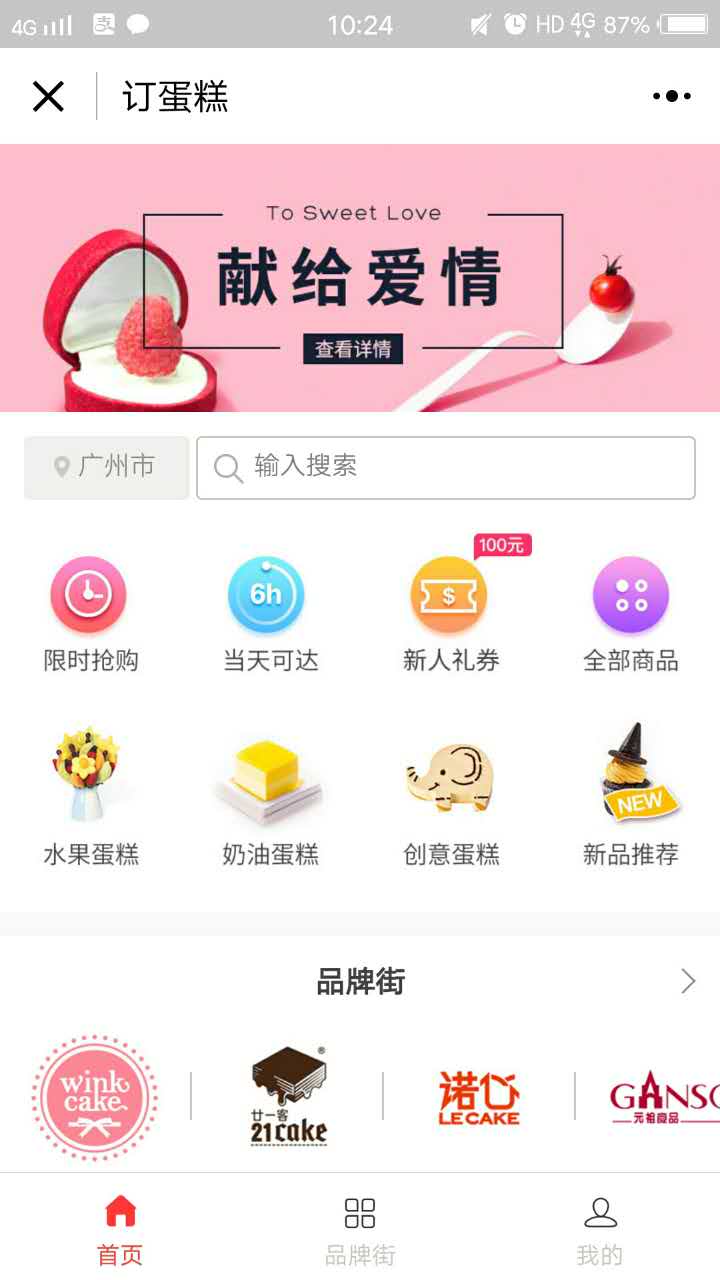 4G 支 10:24 HD 4G 87%
订蛋糕
To Sweet Love
献给爱情
查看详情
广州市 输入搜索
100元
6h $
限时抢购 当天可达 新人礼券 全部商品
NEW
水果蛋糕 奶油蛋糕 创意蛋糕 新品推荐
品牌街
wink
cake
廿一客
21cake
®
诺心
LE CAKE
GANSO
元祖食品
首页 品牌街 我的